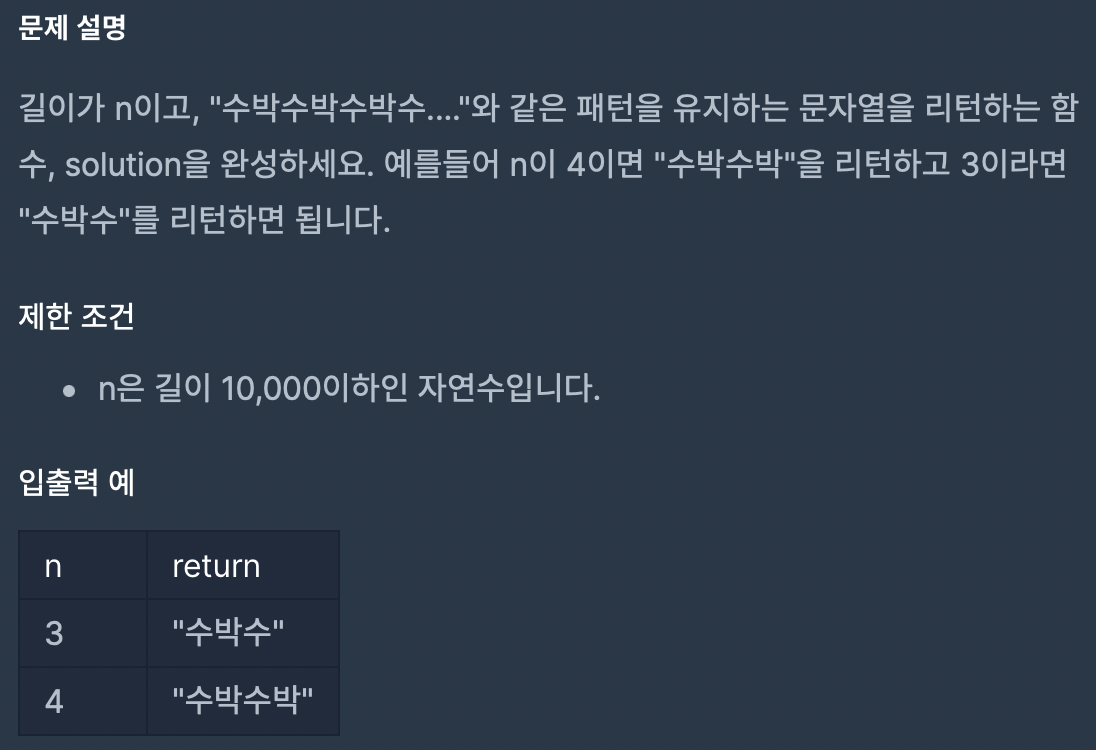 문제 설명
길이가 n이고, "수박수박수박수...."와 같은 패턴을 유지하는 문자열을 리턴하는 함
수, solution을 완성하세요. 예를들어 n이 4이면 "수박수박"을 리턴하고 3이라면
"수박수"를 리턴하면 됩니다.
제한 조건
• n은 길이 10,000이하인 자연수입니다.
입출력 예
n return
3 "수박수"
4 "수박수박"